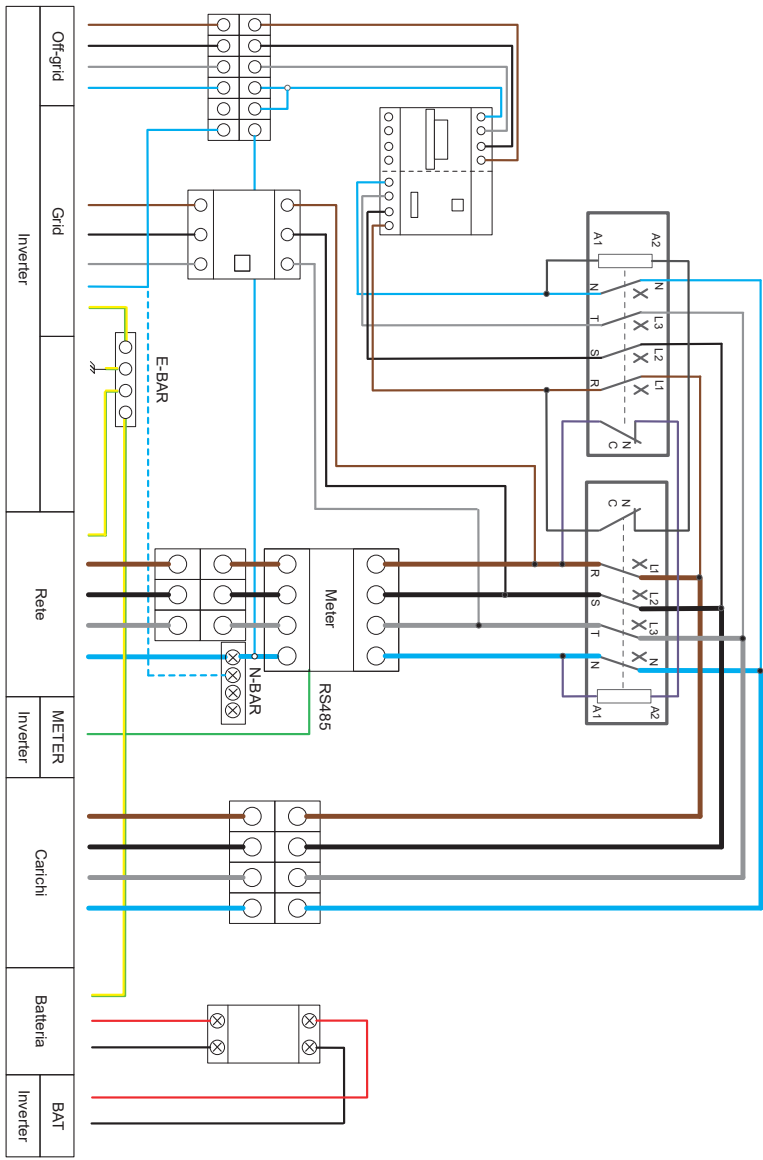 Off-grid
Grid
Inverter
Rete
METER
Inverter
Carichi
Batteria
BAT
Inverter
E-BAR
N-BAR
RS485
Meter
A1
A2
N
N
T
L3
S
L2
R
L1
C
N
C
N
R
L1
S
L2
T
L3
N
N
A1
A2